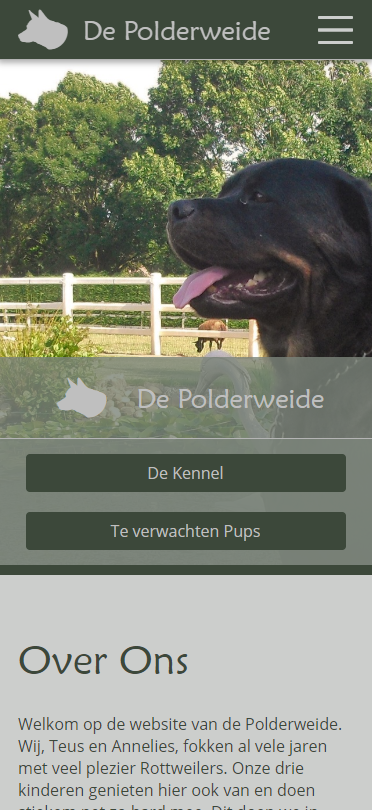 De Polderweide
De Polderweide
De Kennel
Te verwachten Pups
Over Ons
Welkom op de website van de Polderweide.
Wij, Teus en Annelies, fokken al vele jaren
met veel plezier Rottweilers. Onze drie
kinderen genieten hier ook van en doen